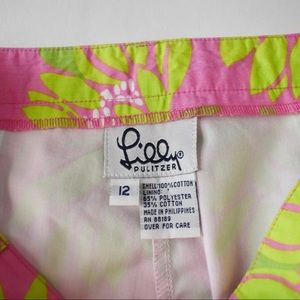 Lilly®
PULITZER
12
SHELL:100%COTTON
LINING:
65% POLYESTER
35% COTTON
MADE IN PHILIPPINES
RN 88189
OVER FOR CARE